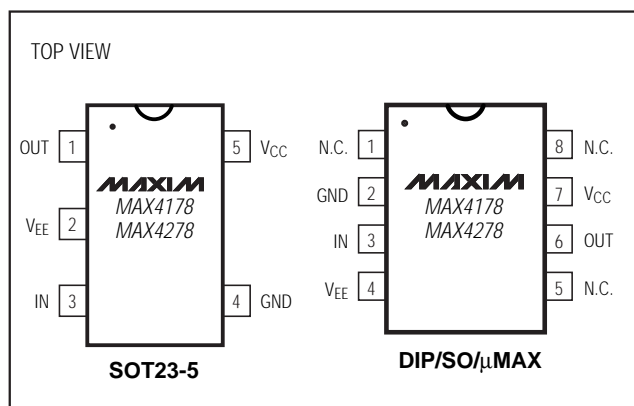 TOP VIEW
OUT 1
5 VCC
MAXIM
MAX4178
MAX4278
VEE 2
IN 3
4 GND
SOT23-5
N.C. 1
8 N.C.
MAXIM
GND 2
7 VCC
MAX4178
MAX4278
IN 3
6 OUT
VEE 4
5 N.C.
DIP/SO/µMAX